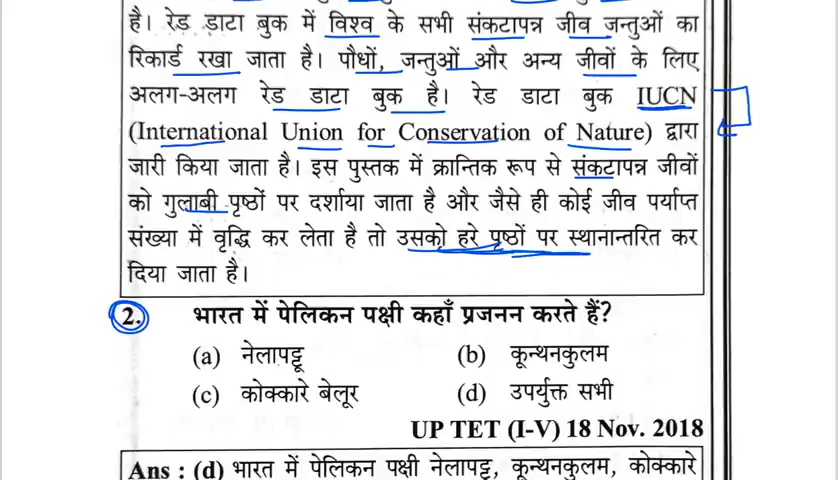 है। रेड डाटा बुक में विश्व के सभी संकटापन्न जीव जन्तुओं का
रिकार्ड रखा जाता है। पौधों, जन्तुओं और अन्य जीवों के लिए
अलग-अलग रेड डाटा बुक है। रेड डाटा बुक IUCN
(International Union for Conservation of Nature) द्वारा
जारी किया जाता है। इस पुस्तक में क्रान्तिक रूप से संकटापन्न जीवों
को गुलाबी पृष्ठों पर दर्शाया जाता है और जैसे ही कोई जीव पर्याप्त
संख्या में वृद्धि कर लेता है तो उसको हरे पृष्ठों पर स्थानान्तरित कर
दिया जाता है।
2. भारत में पेलिकन पक्षी कहाँ प्रजनन करते हैं?
(a) नेलापट्टू (b) कून्थनकुलम
(c) कोक्कारे बेलूर (d) उपर्युक्त सभी
UP TET (I-V) 18 Nov. 2018
Ans : (d) भारत में पेलिकन पक्षी नेलापट्टू, कून्थनकुलम, कोक्कारे